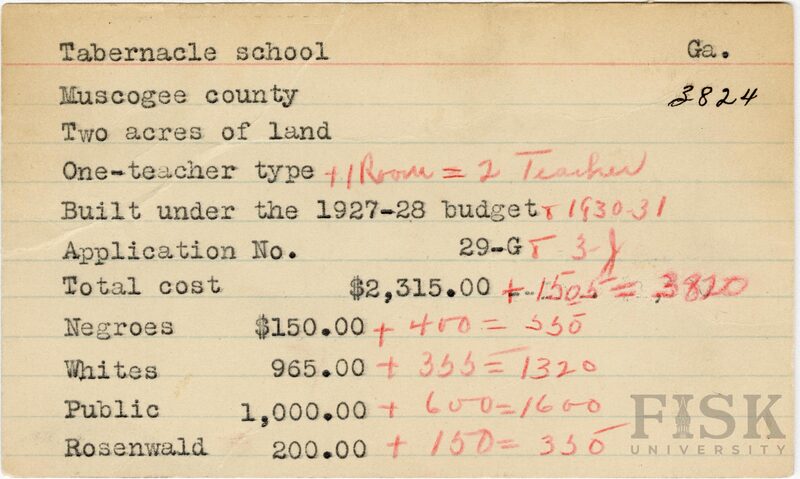 Tabernacle school Ga.
Muscogee county 3824
Two acres of land
One-teacher type +1 Room = 2 Teacher
Built under the 1927-28 budget & 1930-31
Application No. 29-G & 3-J
Total cost $2,315.00 + 1505 = 3820
Negroes $150.00 + 400 = 550
Whites 965.00 + 355 = 1320
Public 1,000.00 + 600 = 1600
Rosenwald 200.00 + 150 = 350
FISK
UNIVERSITY